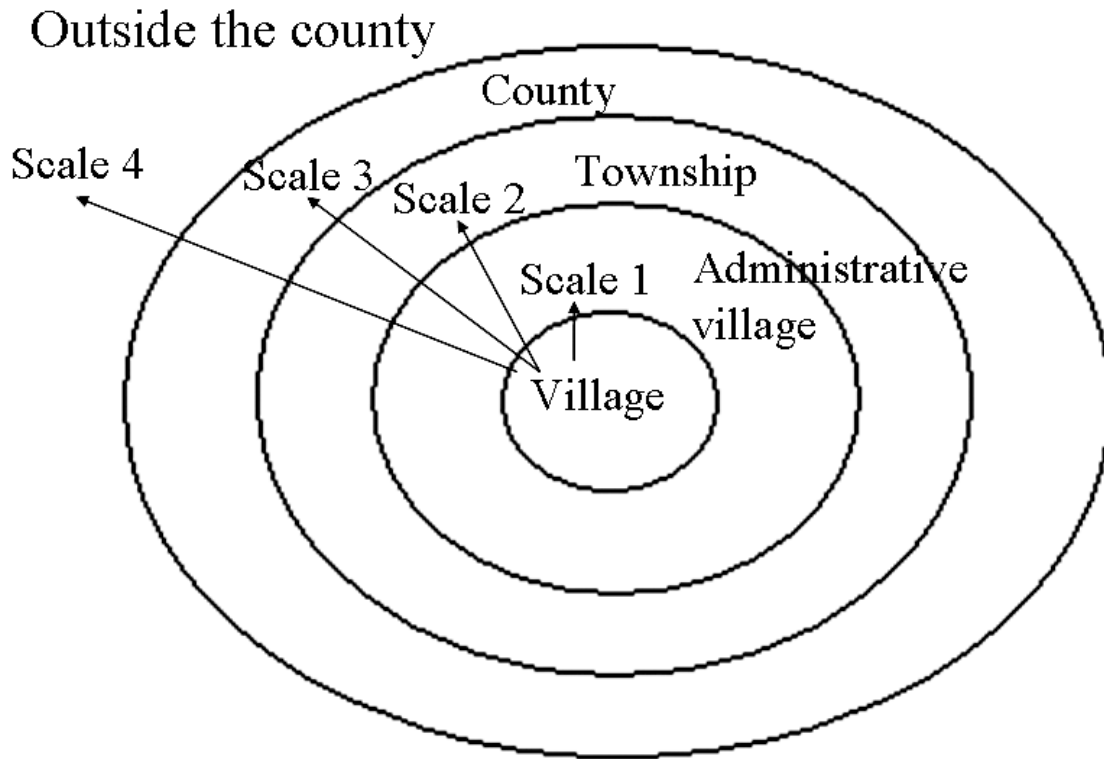 Outside the county
County
Scale 4
Scale 3
Township
Scale 2
Scale 1
Administrative
village
Village